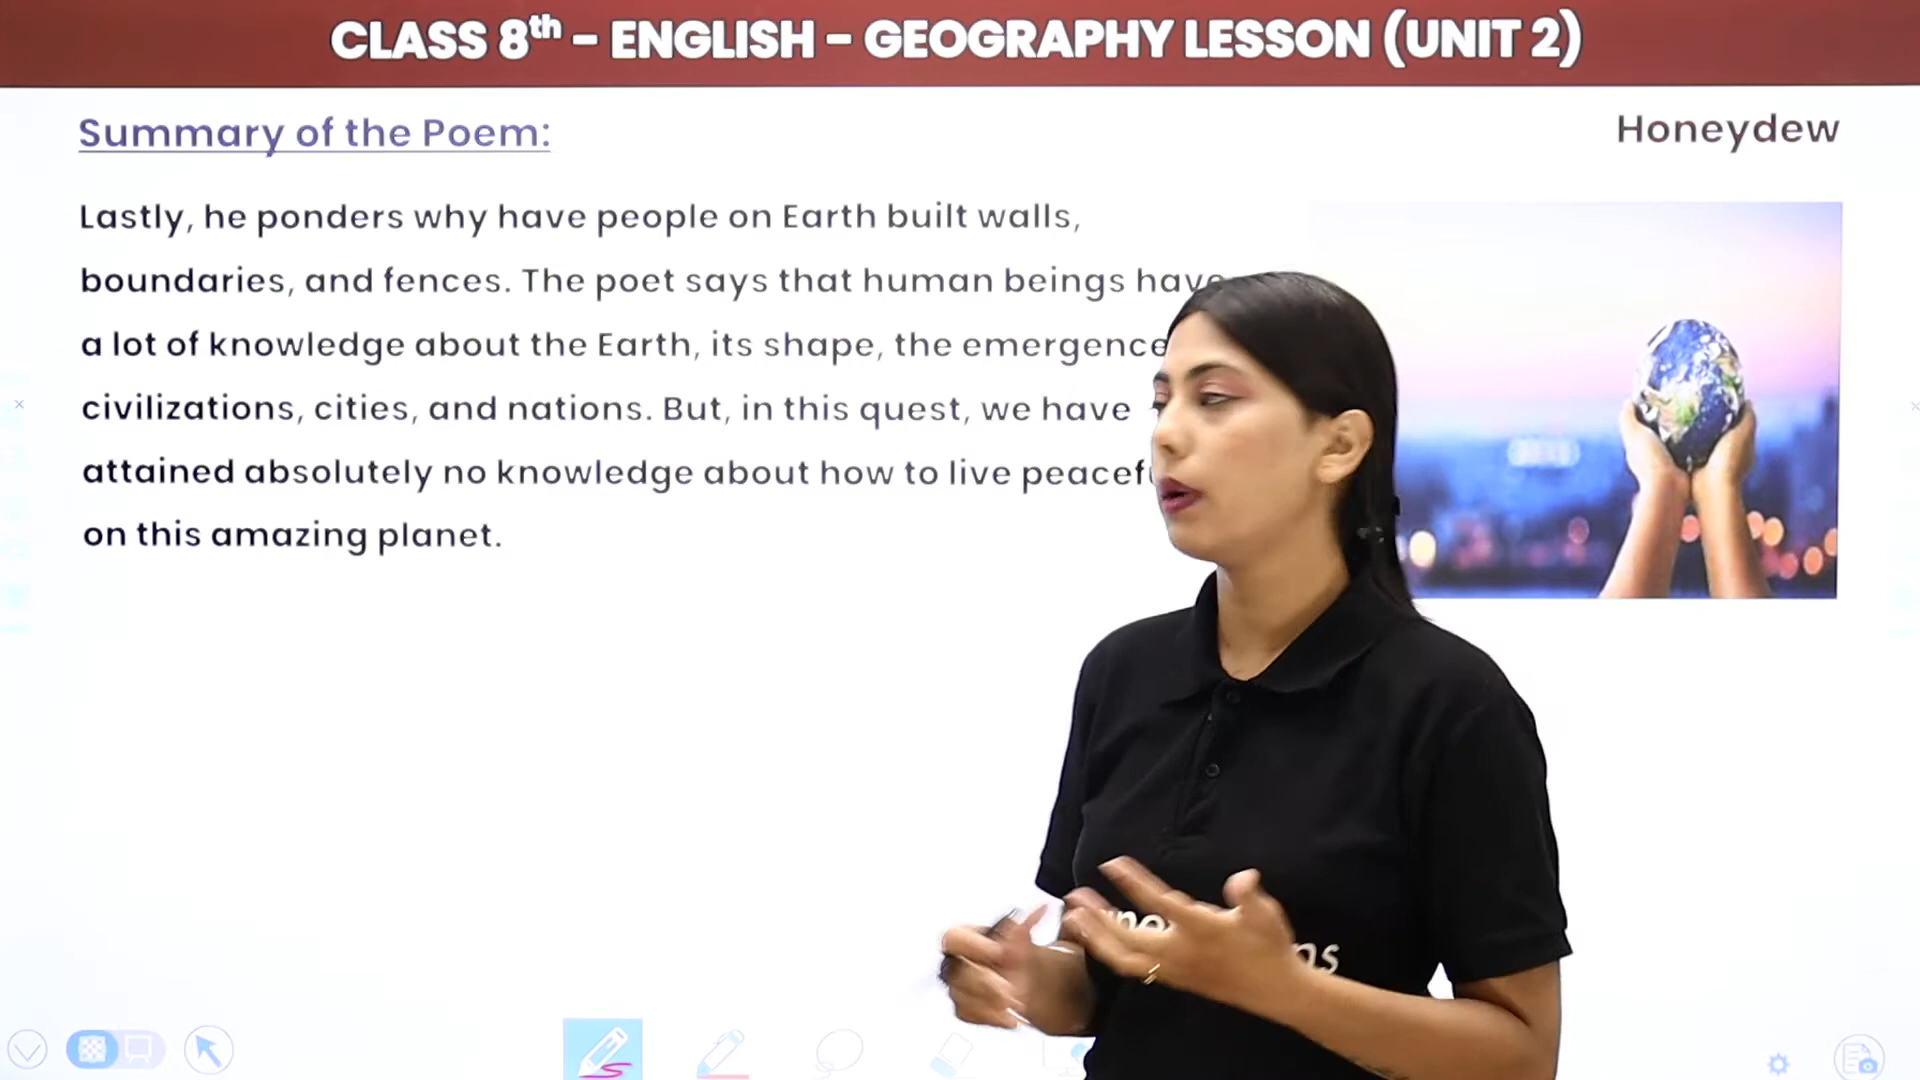 CLASS 8th - ENGLISH - GEOGRAPHY LESSON (UNIT 2)
Summary of the Poem:
Honeydew
Lastly, he ponders why have people on Earth built walls,
boundaries, and fences. The poet says that human beings have
a lot of knowledge about the Earth, its shape, the emergence
civilizations, cities, and nations. But, in this quest, we have
attained absolutely no knowledge about how to live
on this amazing planet.